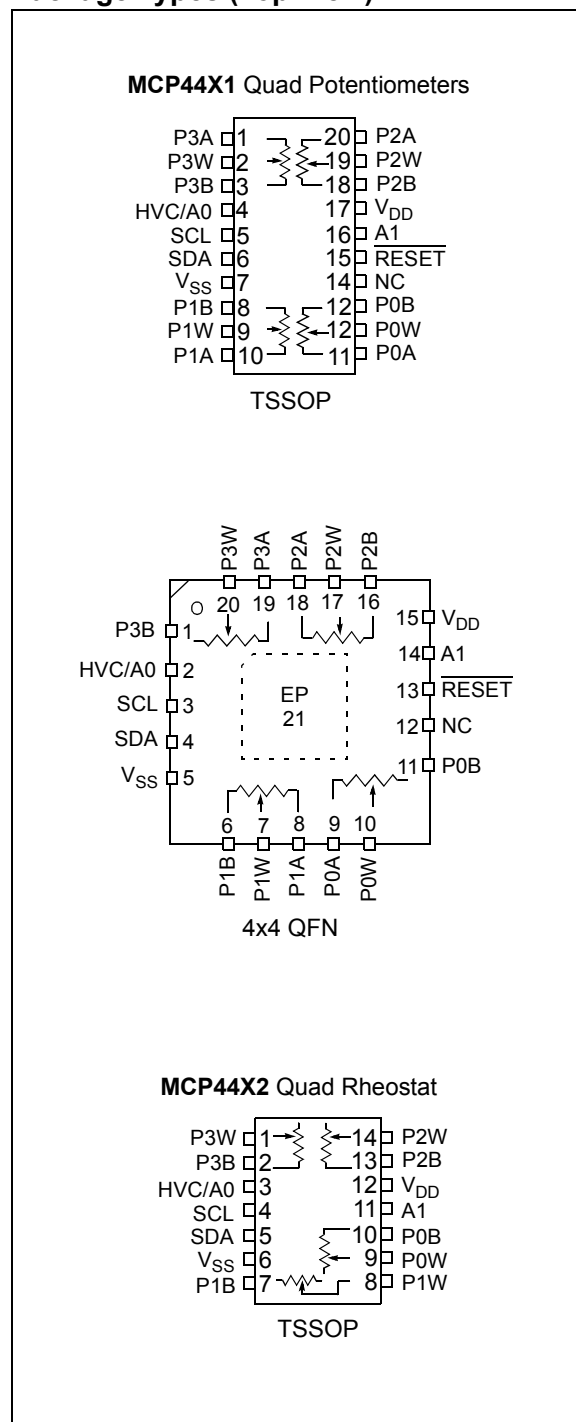 MCP44X1 Quad Potentiometers
P3A 1 20 P2A
P3W 2 19 P2W
P3B 3 18 P2B
HVC/A0 4 17 VDD
SCL 5 16 A1
SDA 6 15 RESET
VSS 7 14 NC
P1B 8 12 P0B
P1W 9 12 P0W
P1A 10 11 P0A
TSSOP
P3W P3A P2A P2W P2B
20 19 18 17 16
P3B 1 15 VDD
HVC/A0 2 14 A1
SCL 3 EP 13 RESET
21
SDA 4 12 NC
VSS 5 11 P0B
6 7 8 9 10
P1B P1W P1A P0A P0W
4x4 QFN
MCP44X2 Quad Rheostat
P3W 1 14 P2W
P3B 2 13 P2B
HVC/A0 3 12 VDD
SCL 4 11 A1
SDA 5 10 P0B
VSS 6 9 P0W
P1B 7 8 P1W
TSSOP